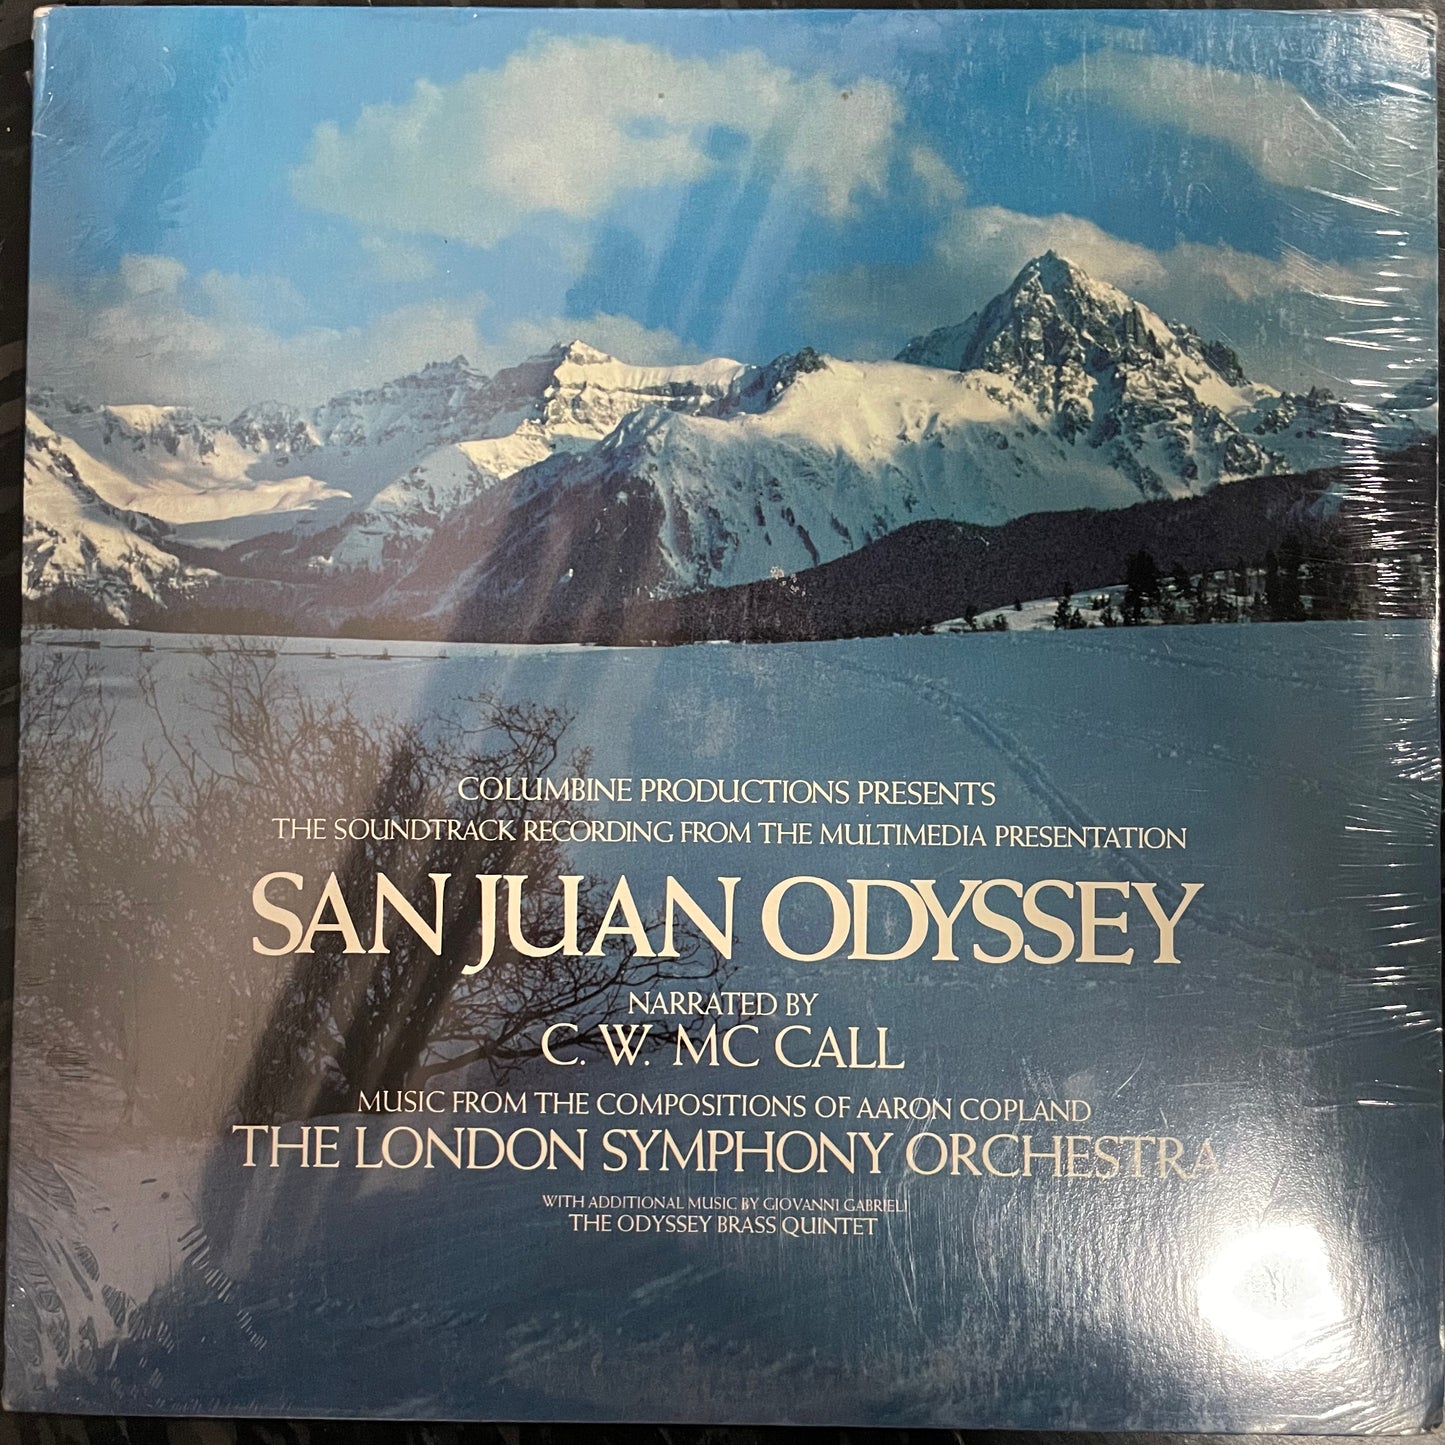 COLUMBINE PRODUCTIONS PRESENTS
THE SOUNDTRACK RECORDING FROM THE MULTIMEDIA PRESENTATION
SAN JUAN ODYSSEY
NARRATED BY
C. W. MC CALL
MUSIC FROM THE COMPOSITIONS OF AARON COPLAND
THE LONDON SYMPHONY ORCHESTRA
WITH ADDITIONAL MUSIC BY GIOVANNI GABRIELI
THE ODYSSEY BRASS QUINTET